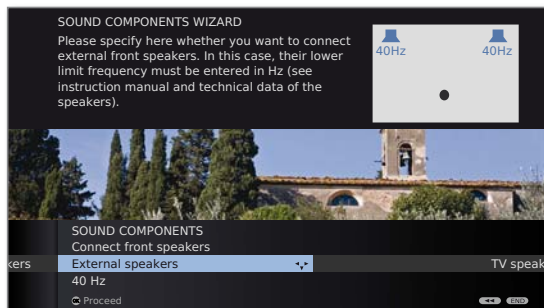 SOUND COMPONENTS WIZARD
Please specify here whether you want to connect
external front speakers. In this case, their lower
limit frequency must be entered in Hz (see
instruction manual and technical data of the
speakers).
40Hz 40Hz
SOUND COMPONENTS
Connect front speakers
kers External speakers TV speak
40 Hz
OK Proceed
END